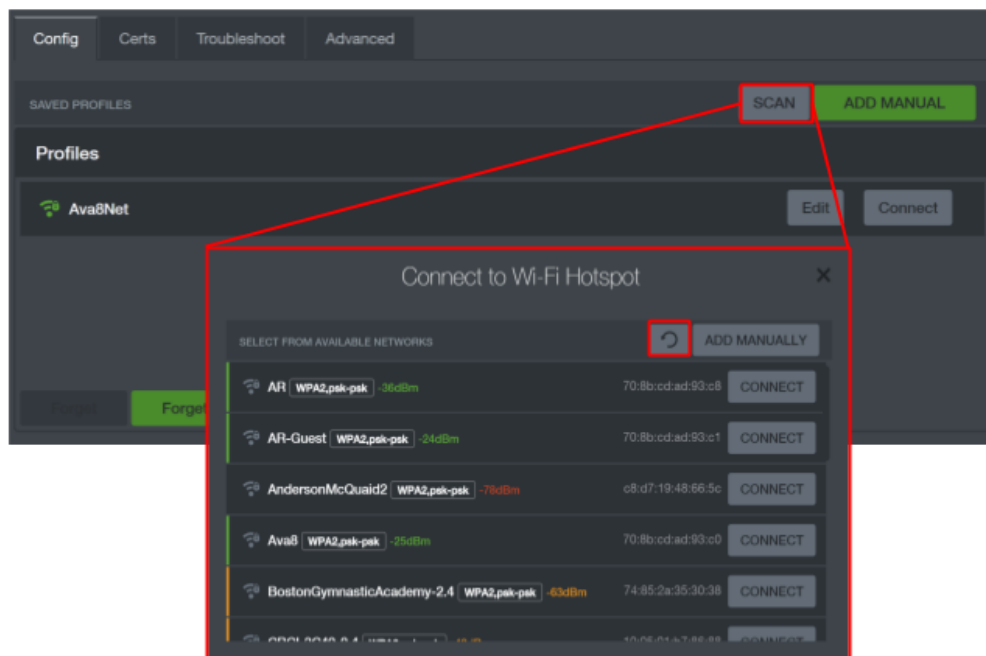 Config Certs Troubleshoot Advanced
SAVED PROFILES SCAN ADD MANUAL
Profiles
Ava8Net Edit Connect
Connect to Wi-Fi Hotspot
SELECT FROM AVAILABLE NETWORKS ADD MANUALLY
AR WPA2,psk-psk -36dBm 70:8b:cd:ad:93:c8 CONNECT
Forget Forget
AR-Guest WPA2,psk-psk -24dBm 70:8b:cd:ad:93:c1 CONNECT
AndersonMcQuaid2 WPA2,psk-psk -76dBm c8:d7:19:48:66:5c CONNECT
Ava8 WPA2,psk-psk -25dBm 70:8b:cd:ad:93:c0 CONNECT
BostonGymnasticAcademy-2.4 WPA2,psk-psk -63dBm 74:85:2a:35:30:38 CONNECT
CONNECT